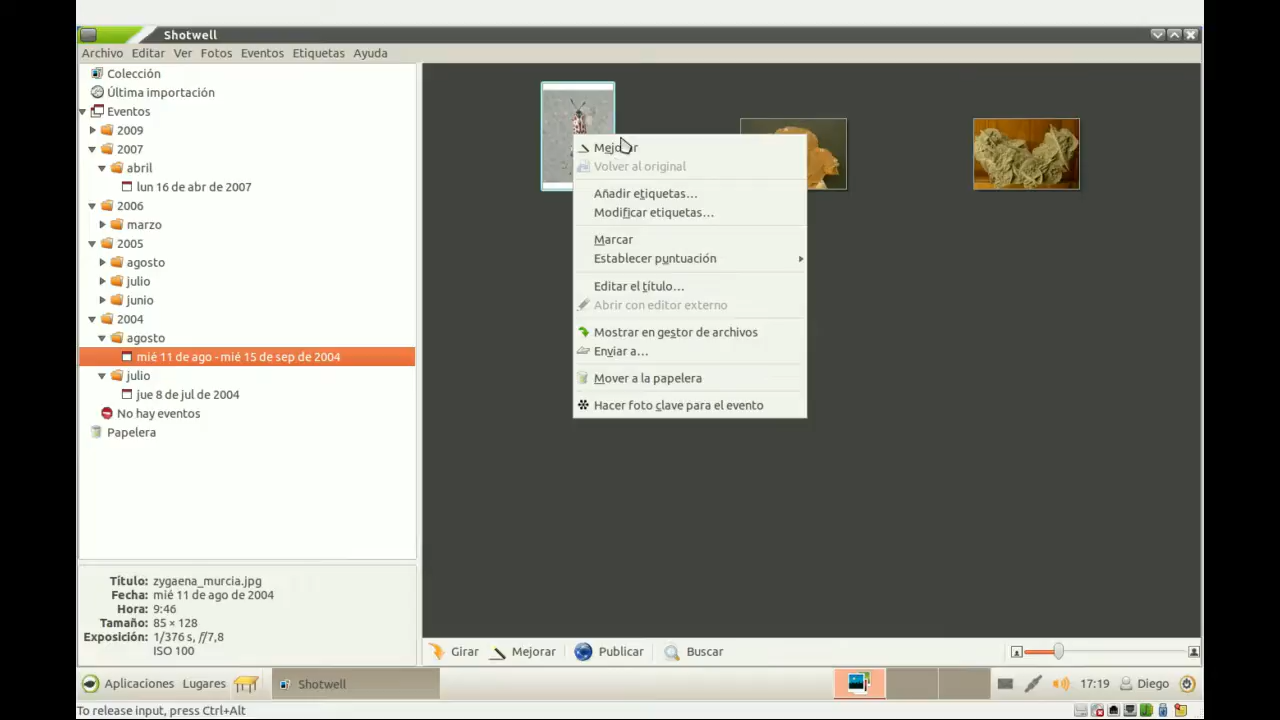 Shotwell
Archivo Editar Ver Fotos Eventos Etiquetas Ayuda
Colección
Última importación
Eventos
2009
2007
abril
lun 16 de abr de 2007
2006
marzo
2005
agosto
julio
junio
2004
agosto
mié 11 de ago - mié 15 de sep de 2004
julio
jue 8 de jul de 2004
No hay eventos
Papelera
Mejorar
Volver al original
Añadir etiquetas...
Modificar etiquetas...
Marcar
Establecer puntuación
Editar el título...
Abrir con editor externo
Mostrar en gestor de archivos
Enviar a...
Mover a la papelera
Hacer foto clave para el evento
Título: zygaena_murcia.jpg
Fecha: mié 11 de ago de 2004
Hora: 9:46
Tamaño: 85 × 128
Exposición: 1/376 s, f/7,8
ISO 100
Girar Mejorar Publicar Buscar
Aplicaciones Lugares Shotwell 17:19 Diego
To release input, press Ctrl+Alt